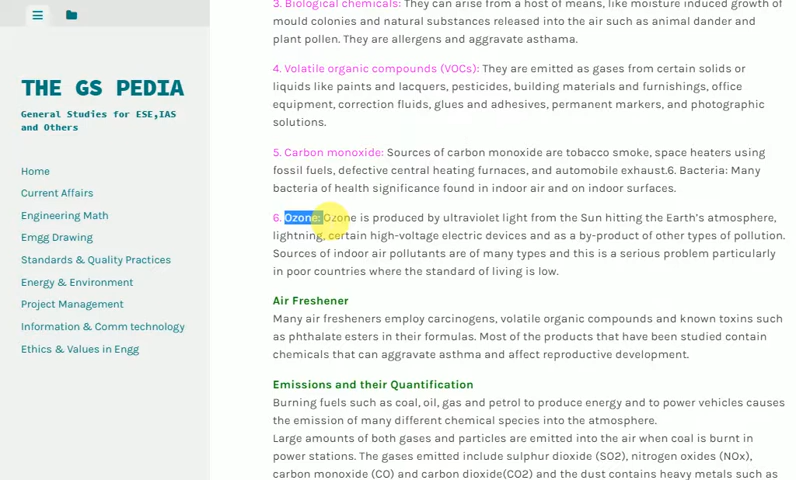 THE GS PEDIA
General Studies for ESE,IAS
and Others
Home
Current Affairs
Engineering Math
Emgg Drawing
Standards & Quality Practices
Energy & Environment
Project Management
Information & Comm technology
Ethics & Values in Engg
3. Biological chemicals: They can arise from a host of means, like moisture induced growth of
mould colonies and natural substances released into the air such as animal dander and
plant pollen. They are allergens and aggravate asthama.
4. Volatile organic compounds (VOCs): They are emitted as gases from certain solids or
liquids like paints and lacquers, pesticides, building materials and furnishings, office
equipment, correction fluids, glues and adhesives, permanent markers, and photographic
solutions.
5. Carbon monoxide: Sources of carbon monoxide are tobacco smoke, space heaters using
fossil fuels, defective central heating furnaces, and automobile exhaust.6. Bacteria: Many
bacteria of health significance found in indoor air and on indoor surfaces.
6. Ozone: Ozone is produced by ultraviolet light from the Sun hitting the Earth's atmosphere,
lightning, certain high-voltage electric devices and as a by-product of other types of pollution.
Sources of indoor air pollutants are of many types and this is a serious problem particularly
in poor countries where the standard of living is low.
Air Freshener
Many air fresheners employ carcinogens, volatile organic compounds and known toxins such
as phthalate esters in their formulas. Most of the products that have been studied contain
chemicals that can aggravate asthma and affect reproductive development.
Emissions and their Quantification
Burning fuels such as coal, oil, gas and petrol to produce energy and to power vehicles causes
the emission of many different chemical species into the atmosphere.
Large amounts of both gases and particles are emitted into the air when coal is burnt in
power stations. The gases emitted include sulphur dioxide (SO2), nitrogen oxides (NOx),
carbon monoxide (CO) and carbon dioxide(CO2) and the dust contains heavy metals such as